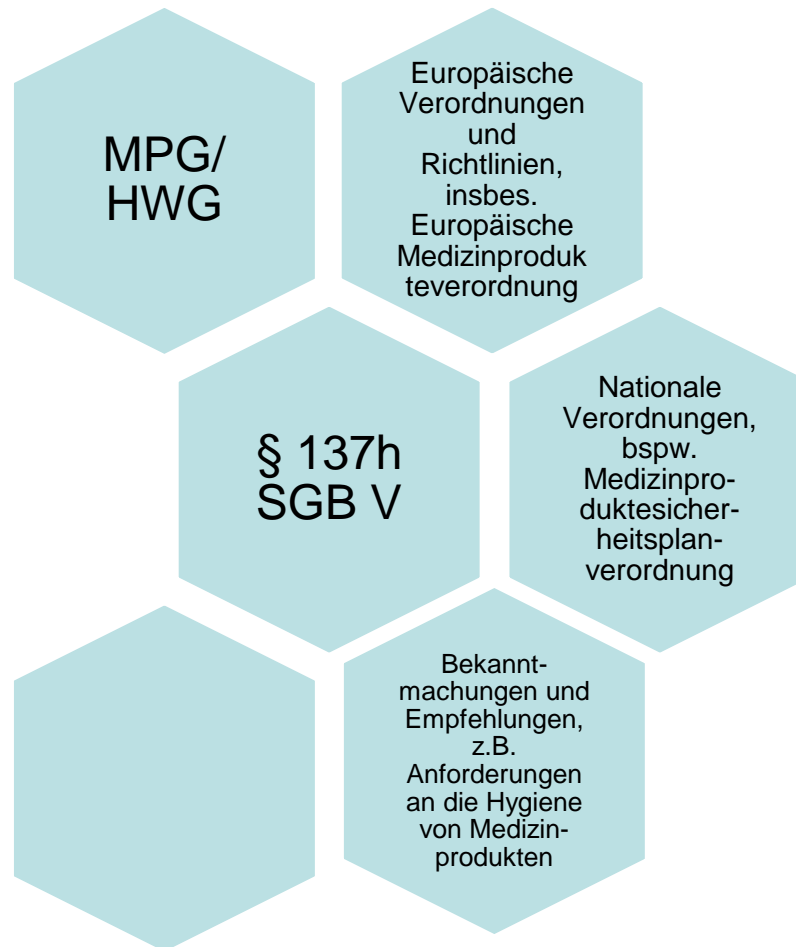 MPG/
HWG
Europäische
Verordnungen
und
Richtlinien,
insbes.
Europäische
Medizinproduk
teverordnung
§ 137h
SGB V
Nationale
Verordnungen,
bspw.
Medizinpro-
duktesicher-
heitsplan-
verordnung
Bekannt-
machungen und
Empfehlungen,
z.B.
Anforderungen
an die Hygiene
von Medizin-
produkten